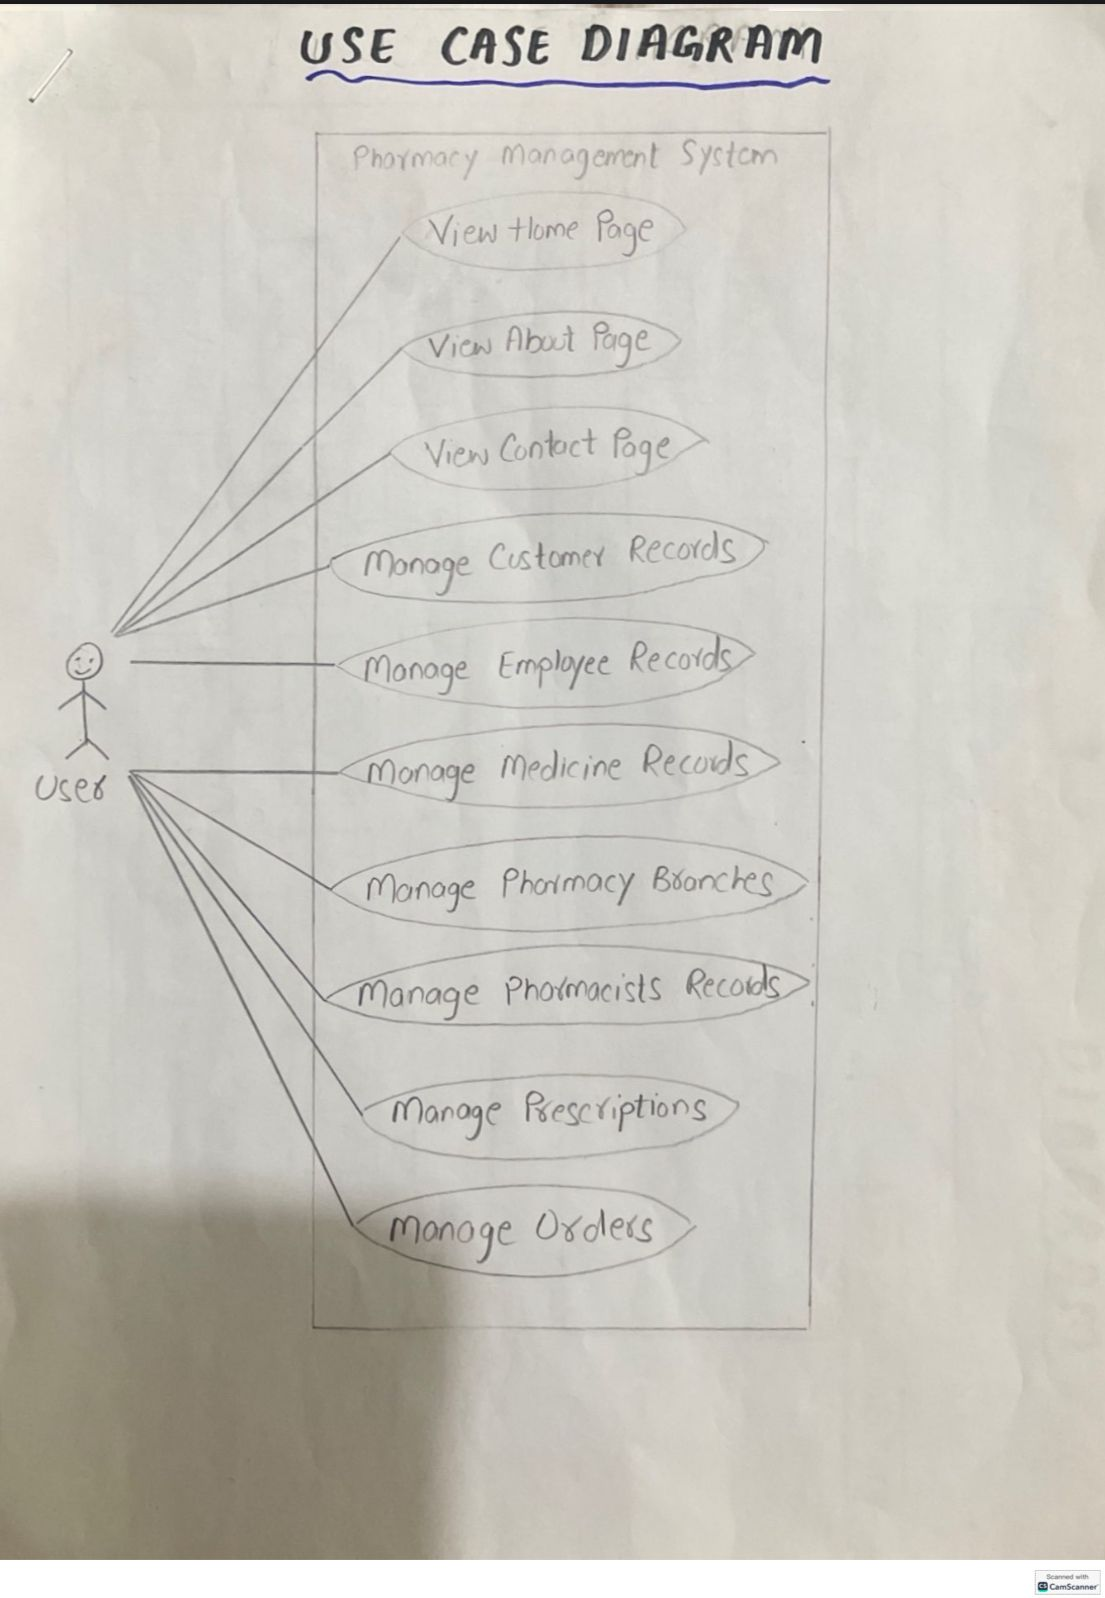 USE CASE DIAGRAM
Pharmacy Management System
View Home Page
View About Page
View Contact Page
Manage Customer Records
Manage Employee Records
Manage Medicine Records
User
Manage Pharmacy Branches
Manage Pharmacists Records
Manage Prescriptions
Manage Orders
Scanned with
CS CamScanner